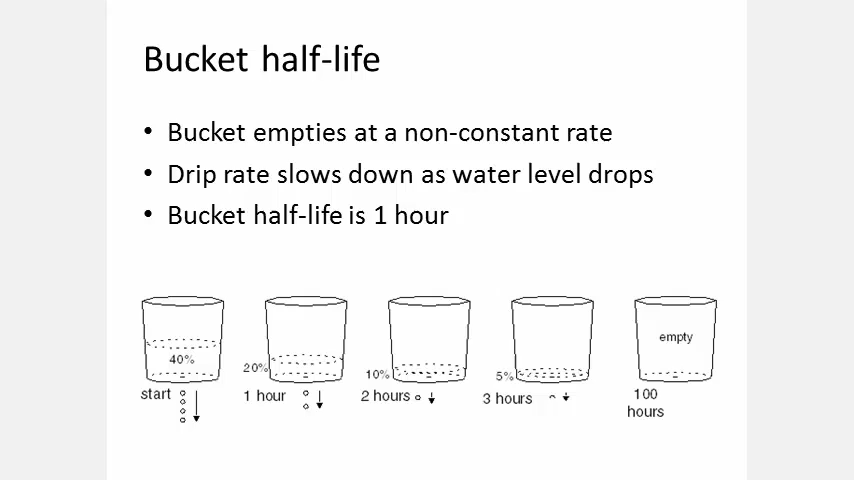 Bucket half-life
• Bucket empties at a non-constant rate
• Drip rate slows down as water level drops
• Bucket half-life is 1 hour
40%
start
20%
1 hour
10%
2 hours
5%
3 hours
empty
100
hours